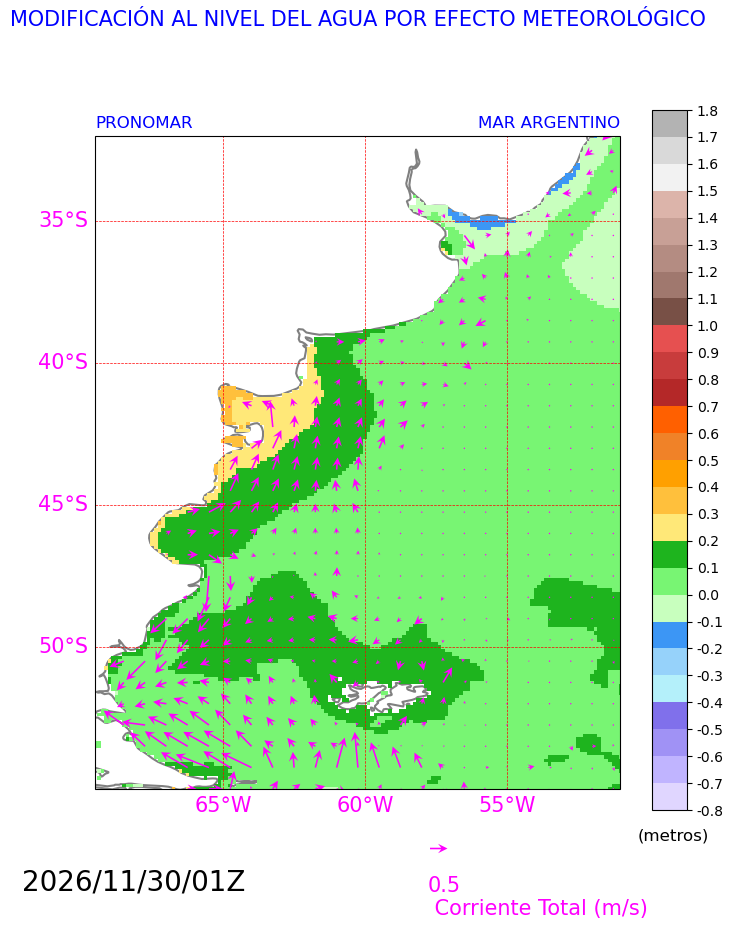 MODIFICACIÓN AL NIVEL DEL AGUA POR EFECTO METEOROLÓGICO
PRONOMAR
MAR ARGENTINO
35°S
40°S
45°S
50°S
65°W
60°W
55°W
1.8
1.7
1.6
1.5
1.4
1.3
1.2
1.1
1.0
0.9
0.8
0.7
0.6
0.5
0.4
0.3
0.2
0.1
0.0
-0.1
-0.2
-0.3
-0.4
-0.5
-0.6
-0.7
-0.8
(metros)
2026/11/30/01Z
0.5
Corriente Total (m/s)